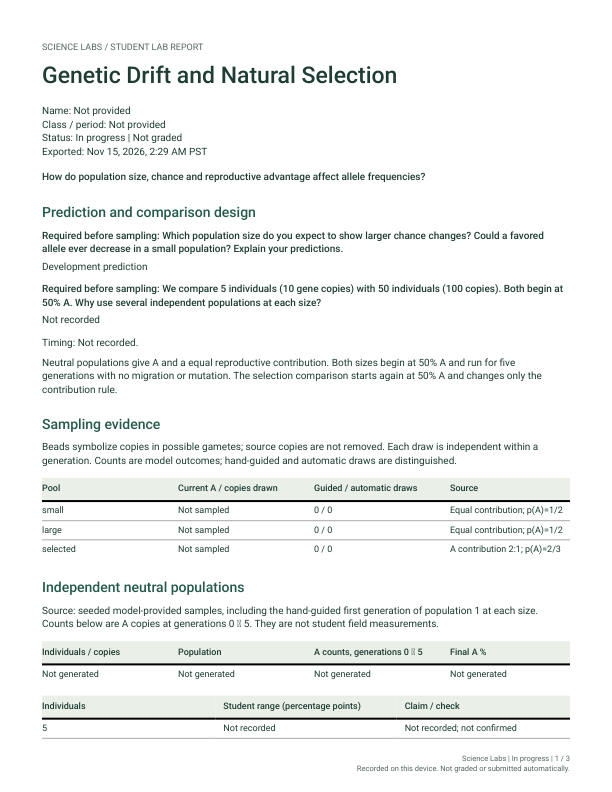 SCIENCE LABS / STUDENT LAB REPORT
Genetic Drift and Natural Selection
Name: Not provided
Class / period: Not provided
Status: In progress | Not graded
Exported: Nov 15, 2026, 2:29 AM PST
How do population size, chance and reproductive advantage affect allele frequencies?
Prediction and comparison design
Required before sampling: Which population size do you expect to show larger chance changes? Could a favored
allele ever decrease in a small population? Explain your predictions.
Development prediction
Required before sampling: We compare 5 individuals (10 gene copies) with 50 individuals (100 copies). Both begin at
50% A. Why use several independent populations at each size?
Not recorded
Timing: Not recorded.
Neutral populations give A and a equal reproductive contribution. Both sizes begin at 50% A and run for five
generations with no migration or mutation. The selection comparison starts again at 50% A and changes only the
contribution rule.
Sampling evidence
Beads symbolize copies in possible gametes; source copies are not removed. Each draw is independent within a
generation. Counts are model outcomes; hand-guided and automatic draws are distinguished.
Pool Current A / copies drawn Guided / automatic draws Source
small Not sampled 0 / 0 Equal contribution; p(A)=1/2
large Not sampled 0 / 0 Equal contribution; p(A)=1/2
selected Not sampled 0 / 0 A contribution 2:1; p(A)=2/3
Independent neutral populations
Source: seeded model-provided samples, including the hand-guided first generation of population 1 at each size.
Counts below are A copies at generations 0 5. They are not student field measurements.
Individuals / copies Population A counts, generations 0 5 Final A %
Not generated Not generated Not generated Not generated
Individuals Student range (percentage points) Claim / check
5 Not recorded Not recorded; not confirmed
Science Labs | In progress | 1 / 3
Recorded on this device. Not graded or submitted automatically.